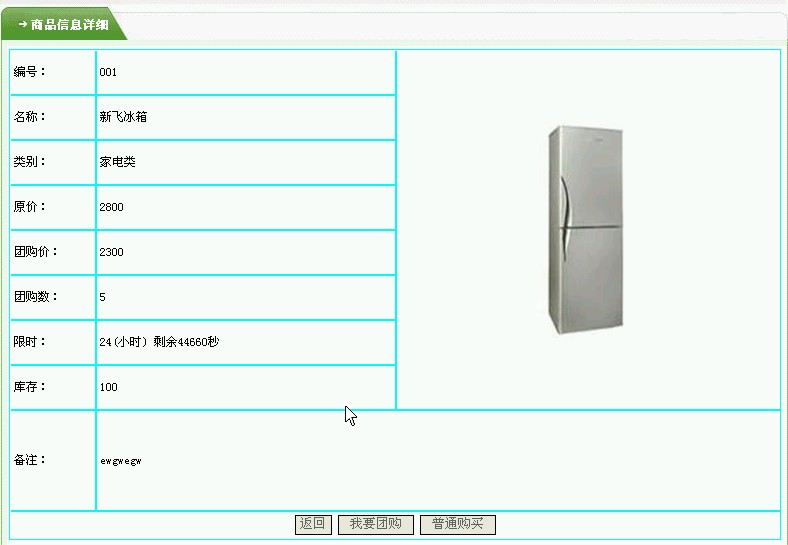 →商品信息详细
编号： 001
名称： 新飞冰箱
类别： 家电类
原价： 2800
团购价： 2300
团购数： 5
限时： 24(小时) 剩余44660秒
库存： 100
备注： ewgwegw
返回 我要团购 普通购买